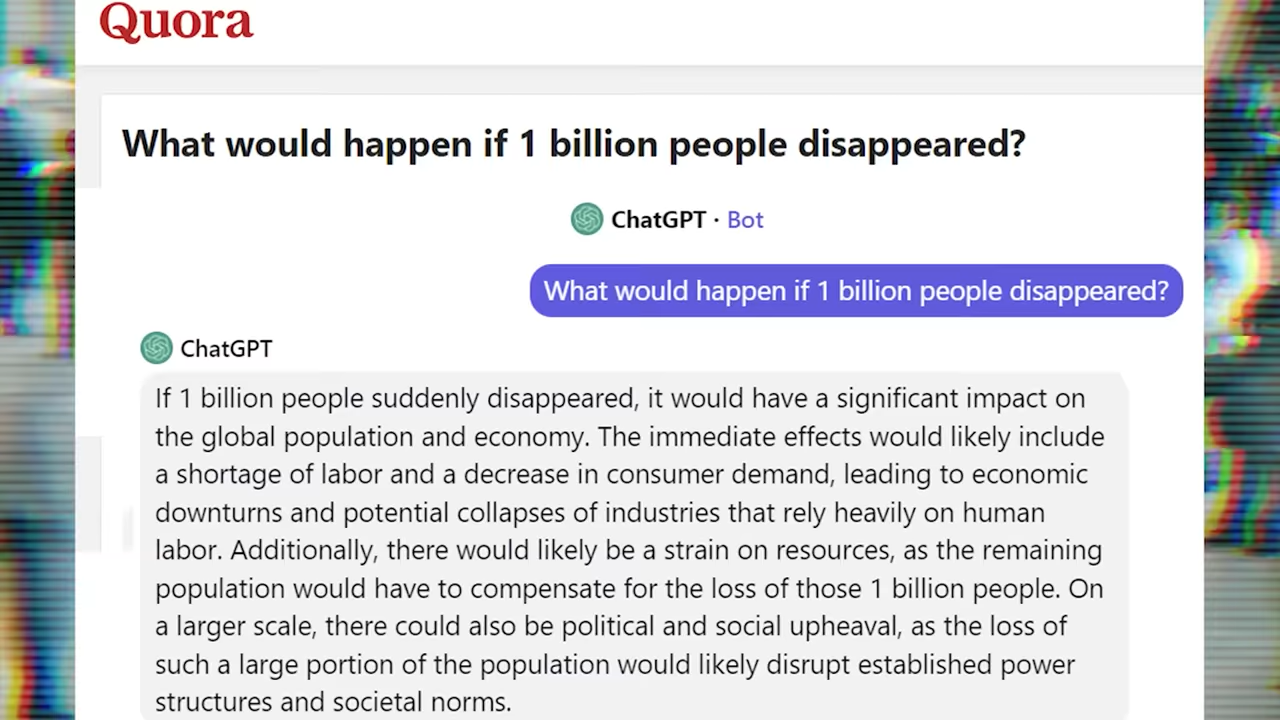 Quora
What would happen if 1 billion people disappeared?
ChatGPT · Bot
What would happen if 1 billion people disappeared?
ChatGPT
If 1 billion people suddenly disappeared, it would have a significant impact on
the global population and economy. The immediate effects would likely include
a shortage of labor and a decrease in consumer demand, leading to economic
downturns and potential collapses of industries that rely heavily on human
labor. Additionally, there would likely be a strain on resources, as the remaining
population would have to compensate for the loss of those 1 billion people. On
a larger scale, there could also be political and social upheaval, as the loss of
such a large portion of the population would likely disrupt established power
structures and societal norms.